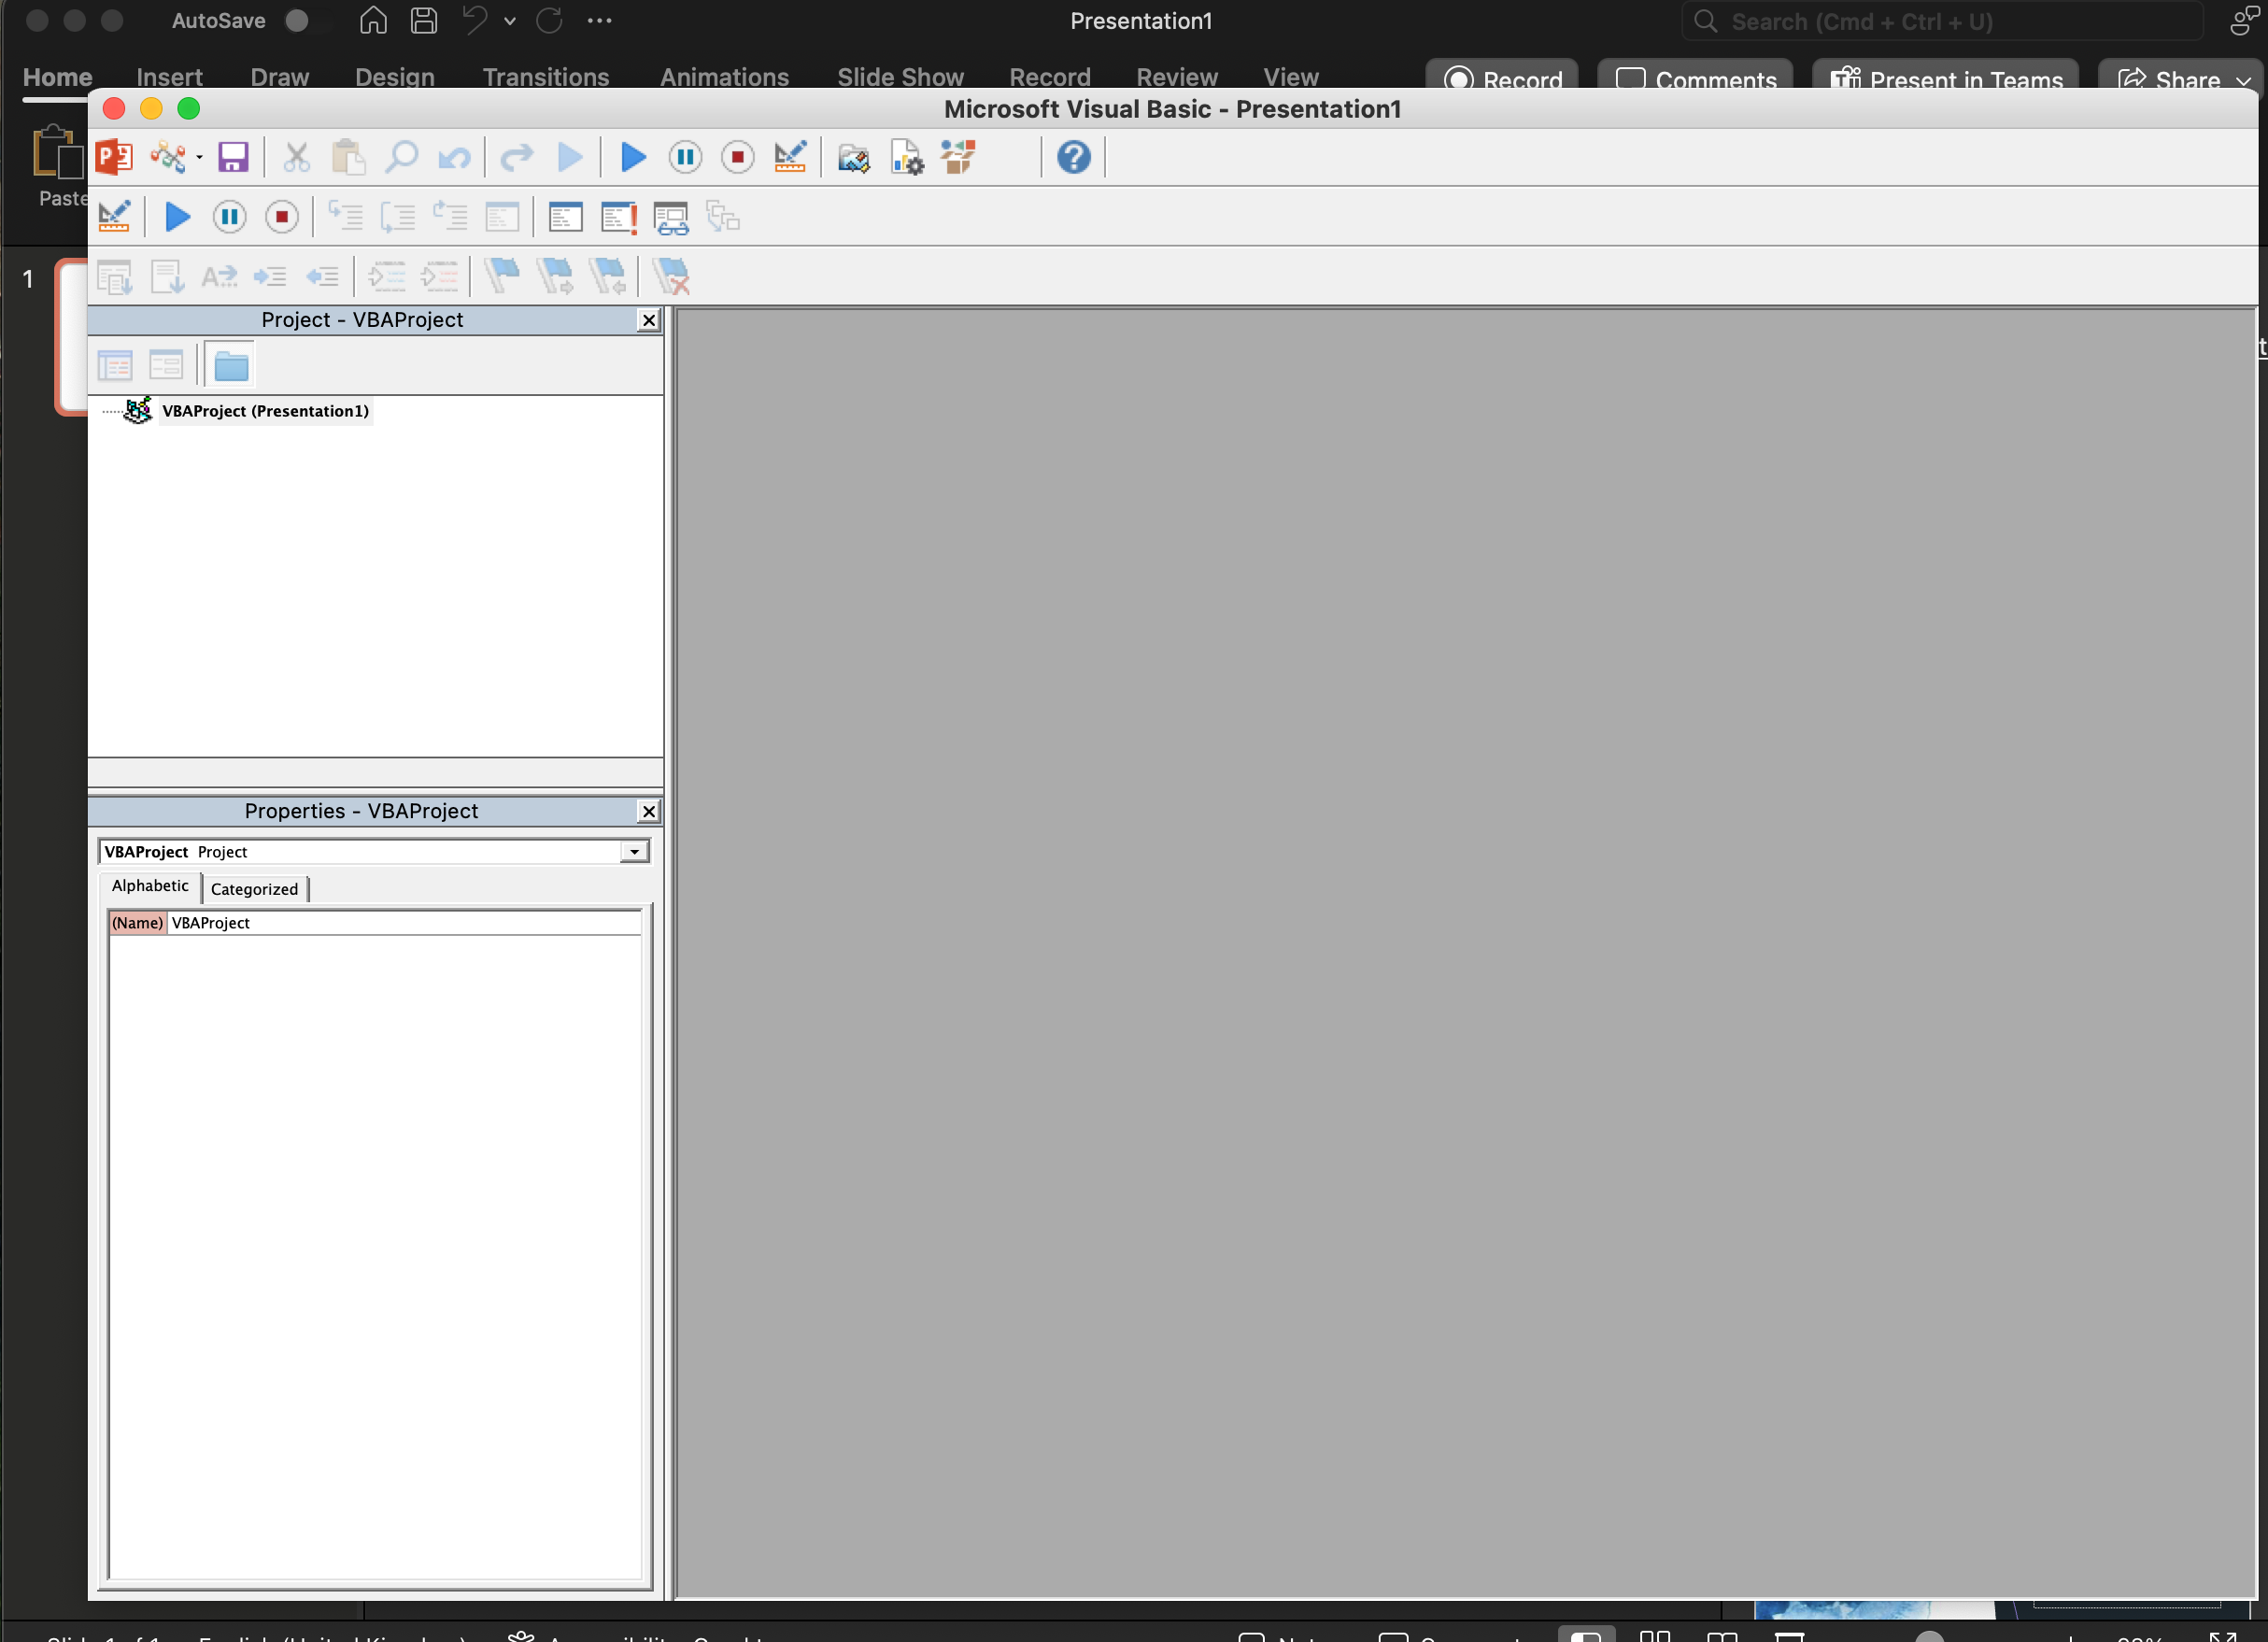 AutoSave
Presentation1
Search (Cmd + Ctrl + U)
Home Insert Draw Design Transitions Animations Slide Show Record Review View Record Comments Present in Teams Share
Microsoft Visual Basic - Presentation1
Paste
1
Project - VBAProject
VBAProject (Presentation1)
Properties - VBAProject
VBAProject Project
Alphabetic Categorized
(Name) VBAProject